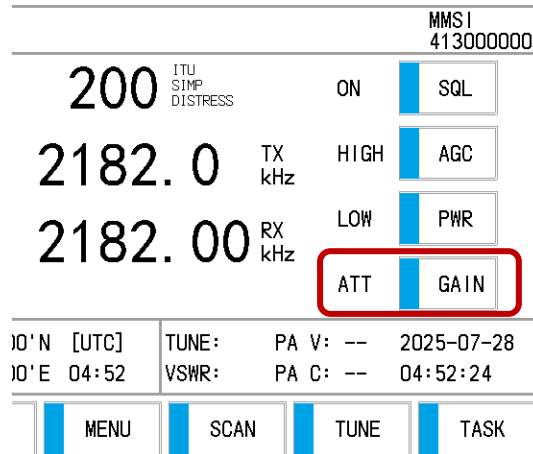 MMSI
413000000
200 ITU
SIMP
DISTRESS
ON SQL
2182.0 TX
kHz
HIGH AGC
2182.00 RX
kHz
LOW PWR
ATT GAIN
00'N [UTC] TUNE: PA V: -- 2025-07-28
00'E 04:52 VSWR: PA C: -- 04:52:24
MENU SCAN TUNE TASK